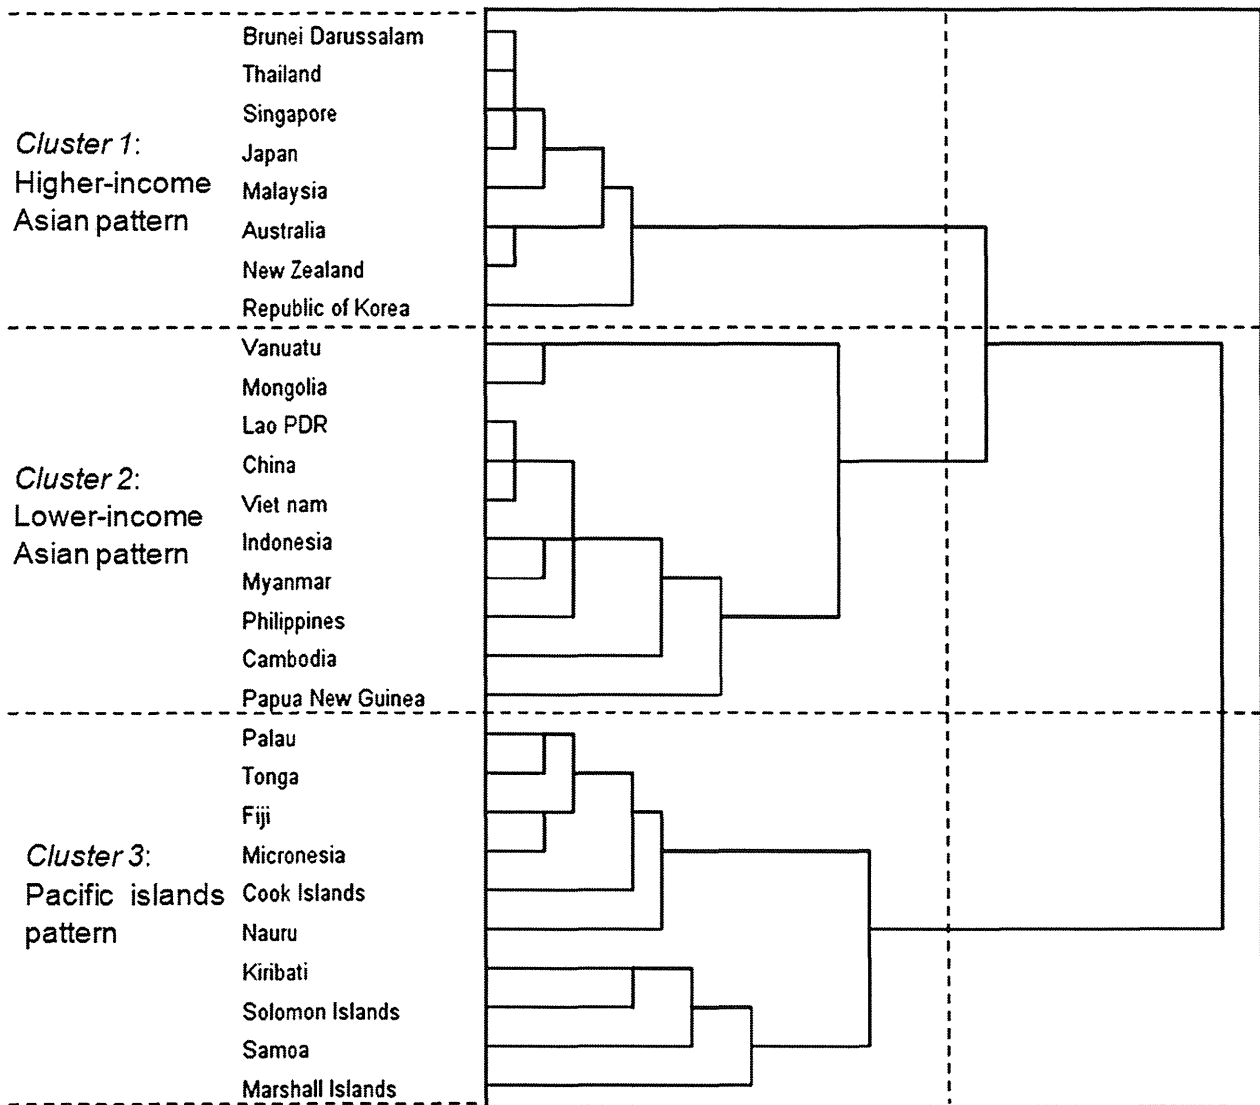 Cluster 1:
Higher-income
Asian pattern
Brunei Darussalam
Thailand
Singapore
Japan
Malaysia
Australia
New Zealand
Republic of Korea
Cluster 2:
Lower-income
Asian pattern
Vanuatu
Mongolia
Lao PDR
China
Viet nam
Indonesia
Myanmar
Philippines
Cambodia
Papua New Guinea
Cluster 3:
Pacific islands
pattern
Palau
Tonga
Fiji
Micronesia
Cook Islands
Nauru
Kiribati
Solomon Islands
Samoa
Marshall Islands